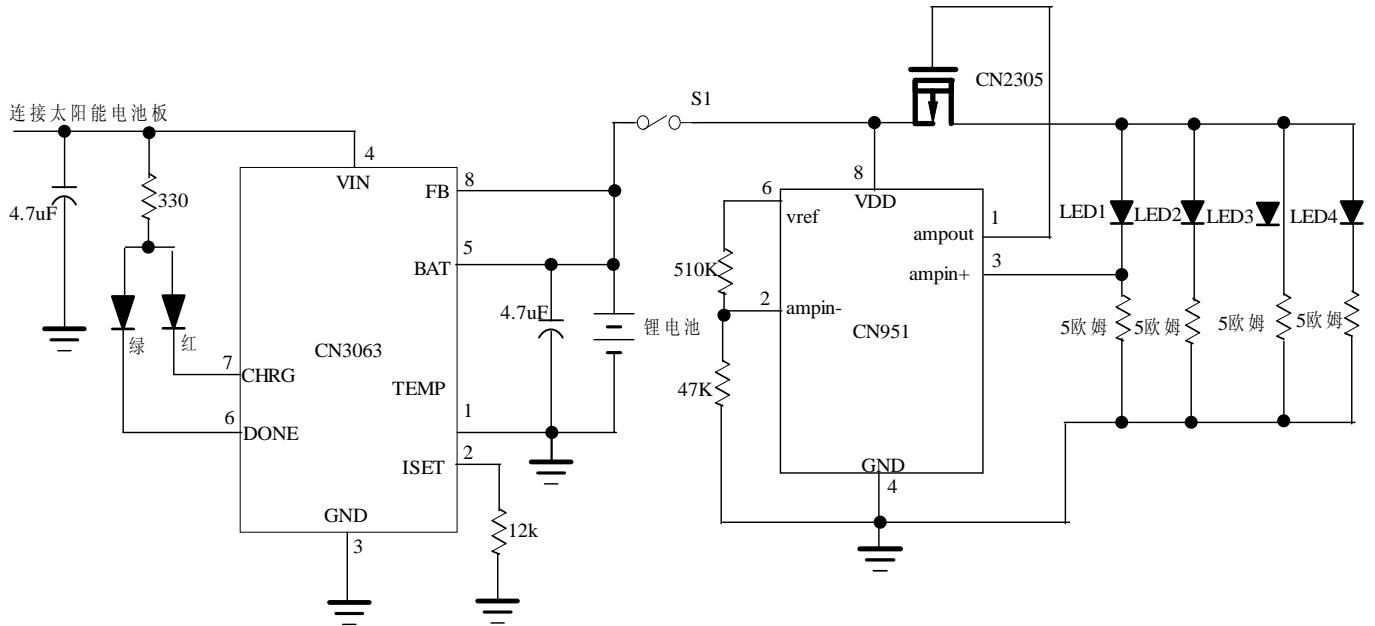 连接太阳能电池板
4.7uF
330
绿
红
4
VIN
FB
8
BAT
5
CN3063
7
CHRG
6
DONE
TEMP
1
ISET
2
GND
3
12k
4.7uF
锂电池
S1
CN2305
8
VDD
6
vref
510K
2
ampin-
47K
ampout
1
ampin+
3
CN951
GND
4
LED1
LED2
LED3
LED4
5欧姆
5欧姆
5欧姆
5欧姆